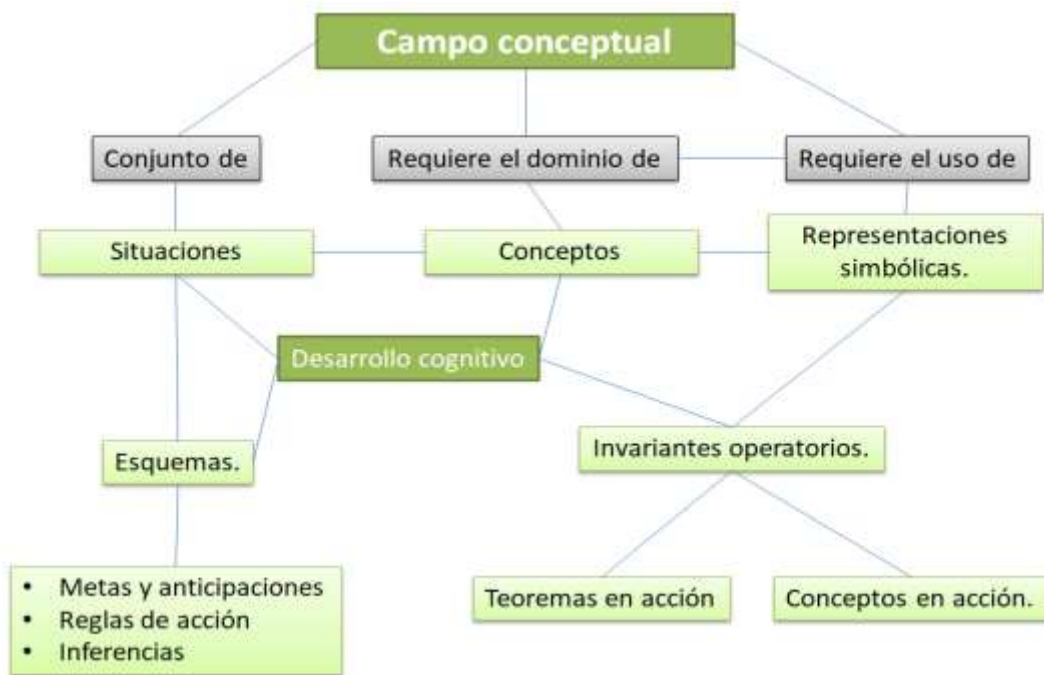 Campo conceptual
Conjunto de
Requiere el dominio de
Requiere el uso de
Situaciones
Conceptos
Representaciones
simbólicas.
Desarrollo cognitivo
Esquemas.
Invariantes operatorios.
• Metas y anticipaciones
• Reglas de acción
• Inferencias
Teoremas en acción
Conceptos en acción.